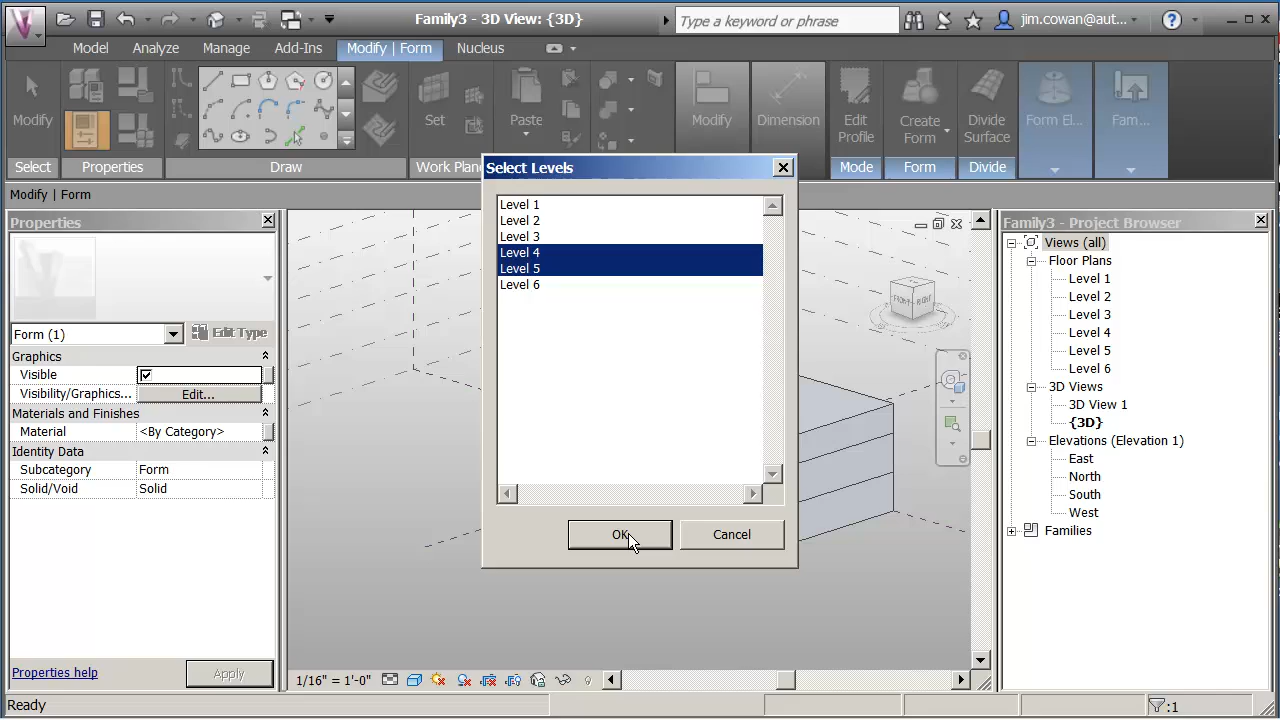 Family3 - 3D View: {3D}
Type a keyword or phrase
jim.cowan@aut...
Model
Analyze
Manage
Add-Ins
Modify | Form
Nucleus
Modify
Set
Paste
Modify
Dimension
Edit
Profile
Create
Form
Divide
Surface
Form El...
Fam...
Select
Properties
Draw
Work Plan
Mode
Form
Divide
Modify | Form
Properties
Form (1)
Edit Type
Graphics
Visible
Visibility/Graphics...
Edit...
Materials and Finishes
Material
<By Category>
Identity Data
Subcategory
Form
Solid/Void
Solid
Properties help
Apply
Select Levels
Level 1
Level 2
Level 3
Level 4
Level 5
Level 6
OK
Cancel
FRONT
RIGHT
1/16" = 1'-0"
Family3 - Project Browser
Views (all)
Floor Plans
Level 1
Level 2
Level 3
Level 4
Level 5
Level 6
3D Views
3D View 1
{3D}
Elevations (Elevation 1)
East
North
South
West
Families
Ready
:1